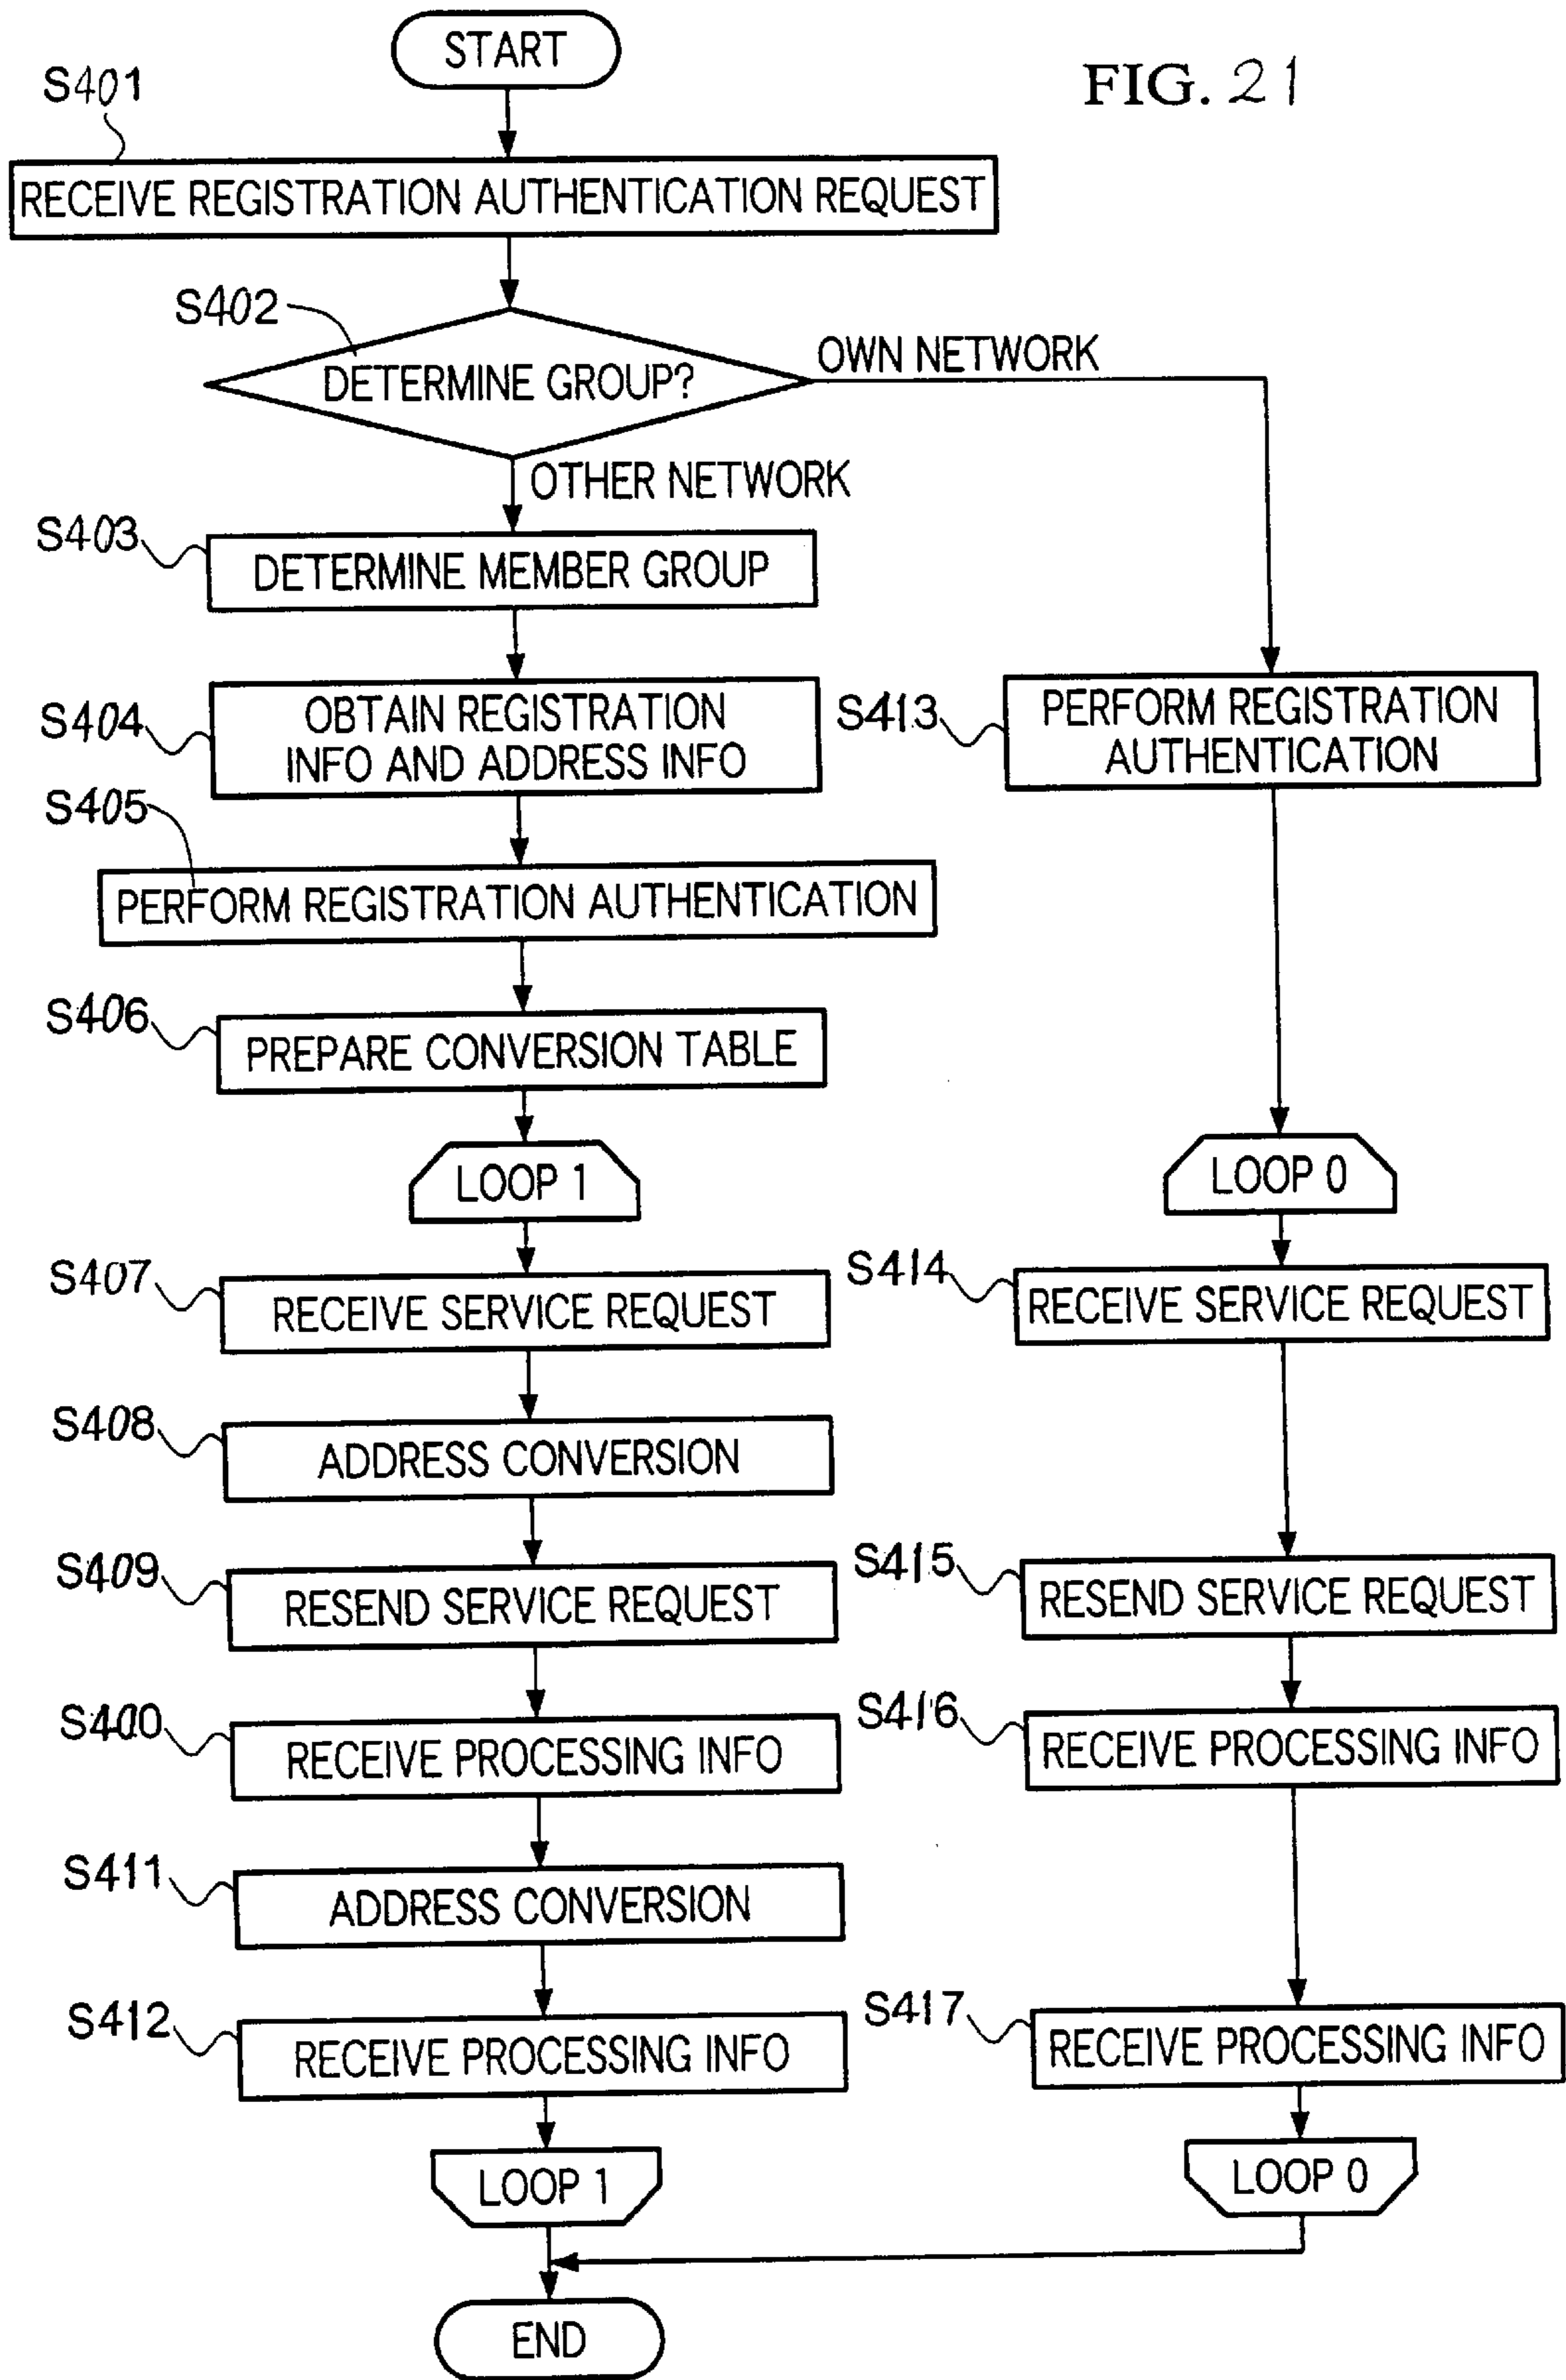 START
FIG. 21
S401
RECEIVE REGISTRATION AUTHENTICATION REQUEST
S402
DETERMINE GROUP?
OWN NETWORK
OTHER NETWORK
S403
DETERMINE MEMBER GROUP
S404
OBTAIN REGISTRATION
INFO AND ADDRESS INFO
S413
PERFORM REGISTRATION
AUTHENTICATION
S405
PERFORM REGISTRATION AUTHENTICATION
S406
PREPARE CONVERSION TABLE
LOOP 1
LOOP 0
S407
RECEIVE SERVICE REQUEST
S414
RECEIVE SERVICE REQUEST
S408
ADDRESS CONVERSION
S409
RESEND SERVICE REQUEST
S415
RESEND SERVICE REQUEST
S400
RECEIVE PROCESSING INFO
S416
RECEIVE PROCESSING INFO
S411
ADDRESS CONVERSION
S412
RECEIVE PROCESSING INFO
S417
RECEIVE PROCESSING INFO
LOOP 1
LOOP 0
END